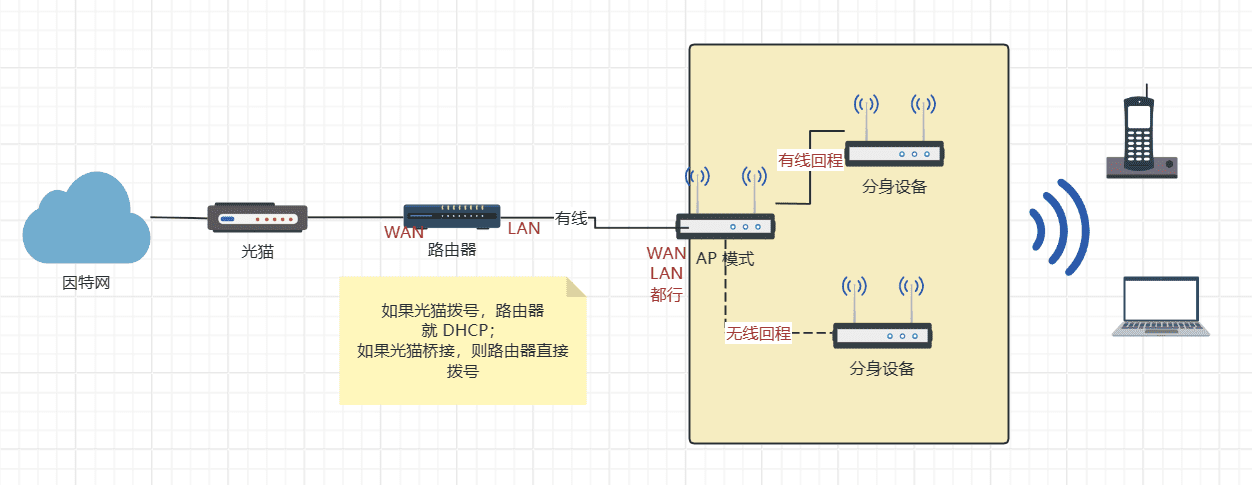 有线回程
分身设备
有线
光猫
WAN
路由器
LAN
WAN
LAN
都行
AP 模式
因特网
如果光猫拨号，路由器
就 DHCP；
如果光猫桥接，则路由器直接
拨号
无线回程
分身设备